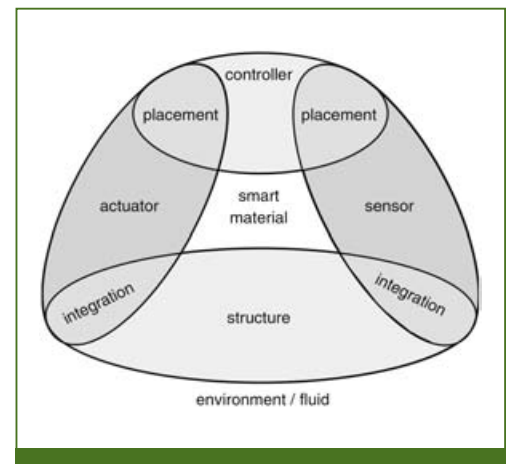 controller
placement
placement
actuator
smart
material
sensor
integration
integration
structure
environment / fluid